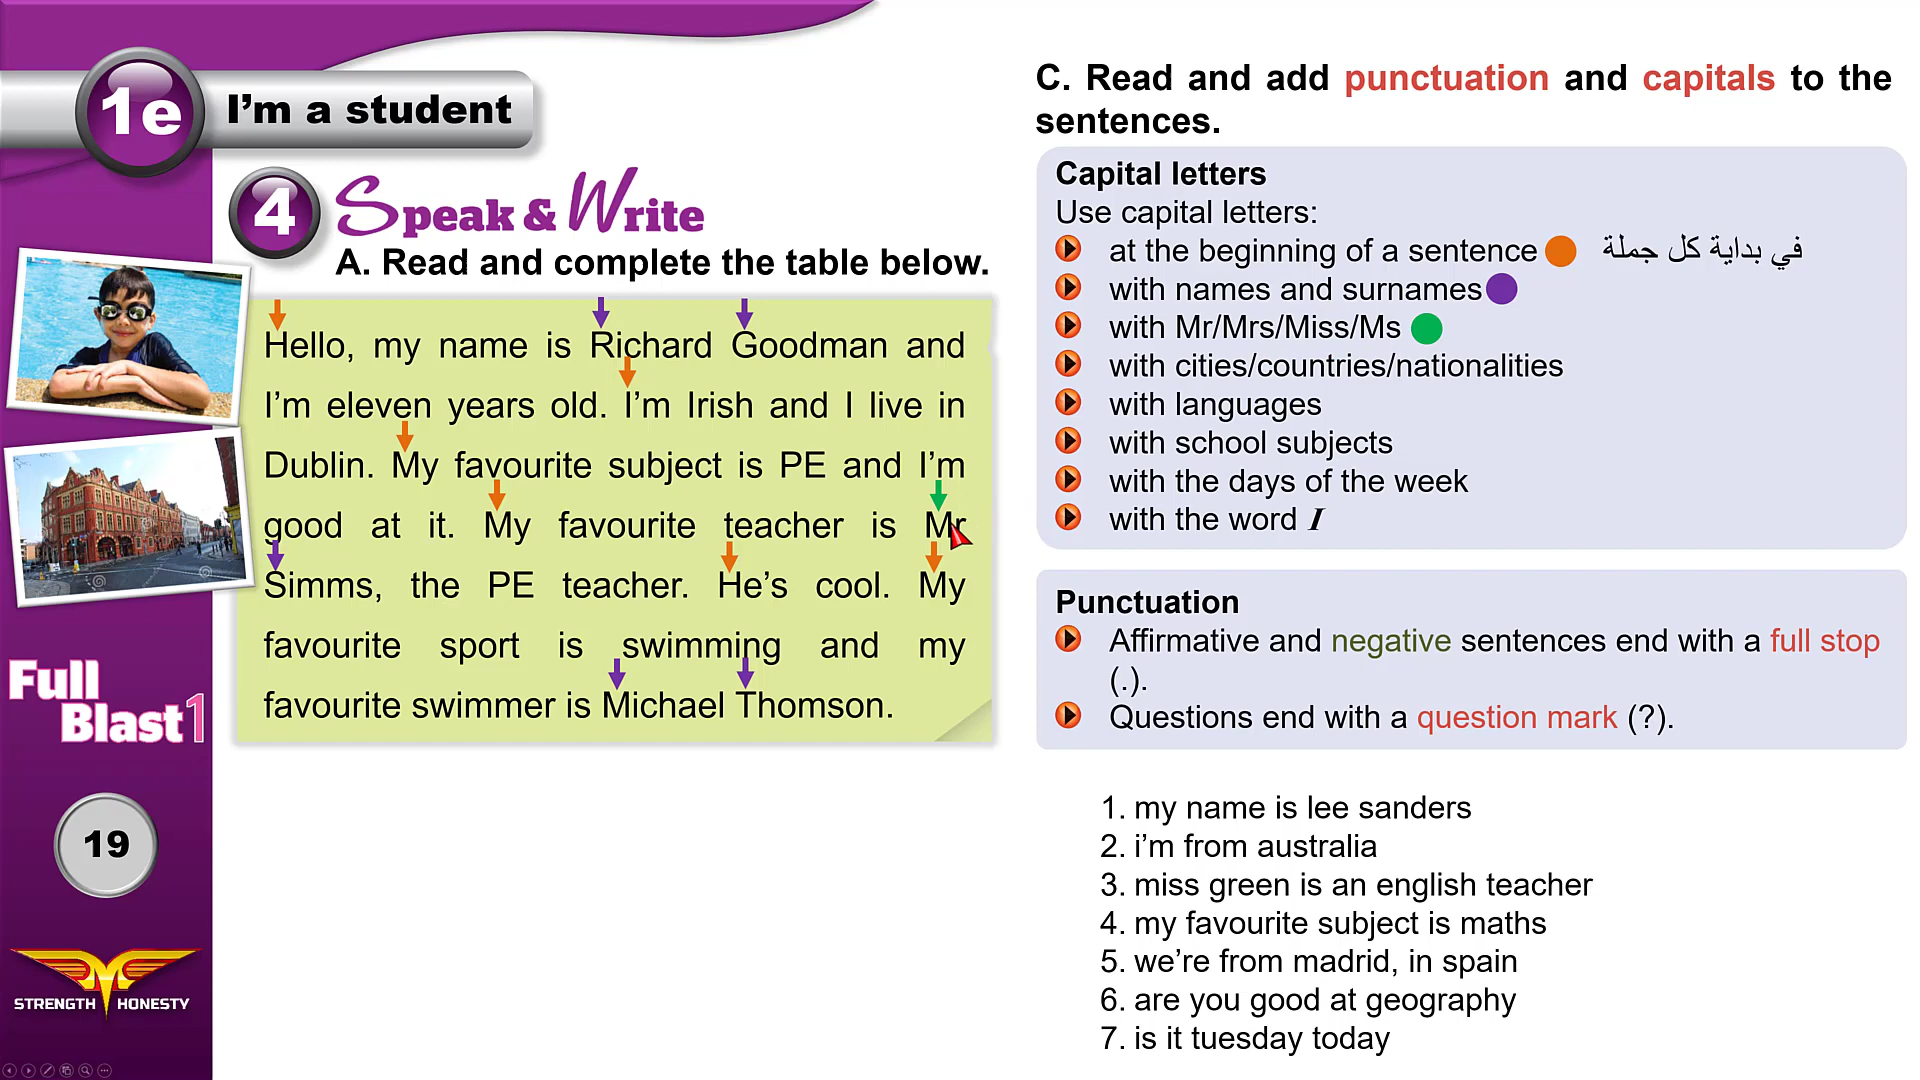 1e I'm a student
4 Speak & Write
A. Read and complete the table below.
Hello, my name is Richard Goodman and
I'm eleven years old. I'm Irish and I live in
Dublin. My favourite subject is PE and I'm
good at it. My favourite teacher is Mr
Simms, the PE teacher. He's cool. My
favourite sport is swimming and my
favourite swimmer is Michael Thomson.
Full
Blast 1
19
STRENGTH HONESTY
C. Read and add punctuation and capitals to the
sentences.
Capital letters
Use capital letters:
at the beginning of a sentence في بداية كل جملة
with names and surnames
with Mr/Mrs/Miss/Ms
with cities/countries/nationalities
with languages
with school subjects
with the days of the week
with the word I
Punctuation
Affirmative and negative sentences end with a full stop
(.).
Questions end with a question mark (?).
1. my name is lee sanders
2. i'm from australia
3. miss green is an english teacher
4. my favourite subject is maths
5. we're from madrid, in spain
6. are you good at geography
7. is it tuesday today